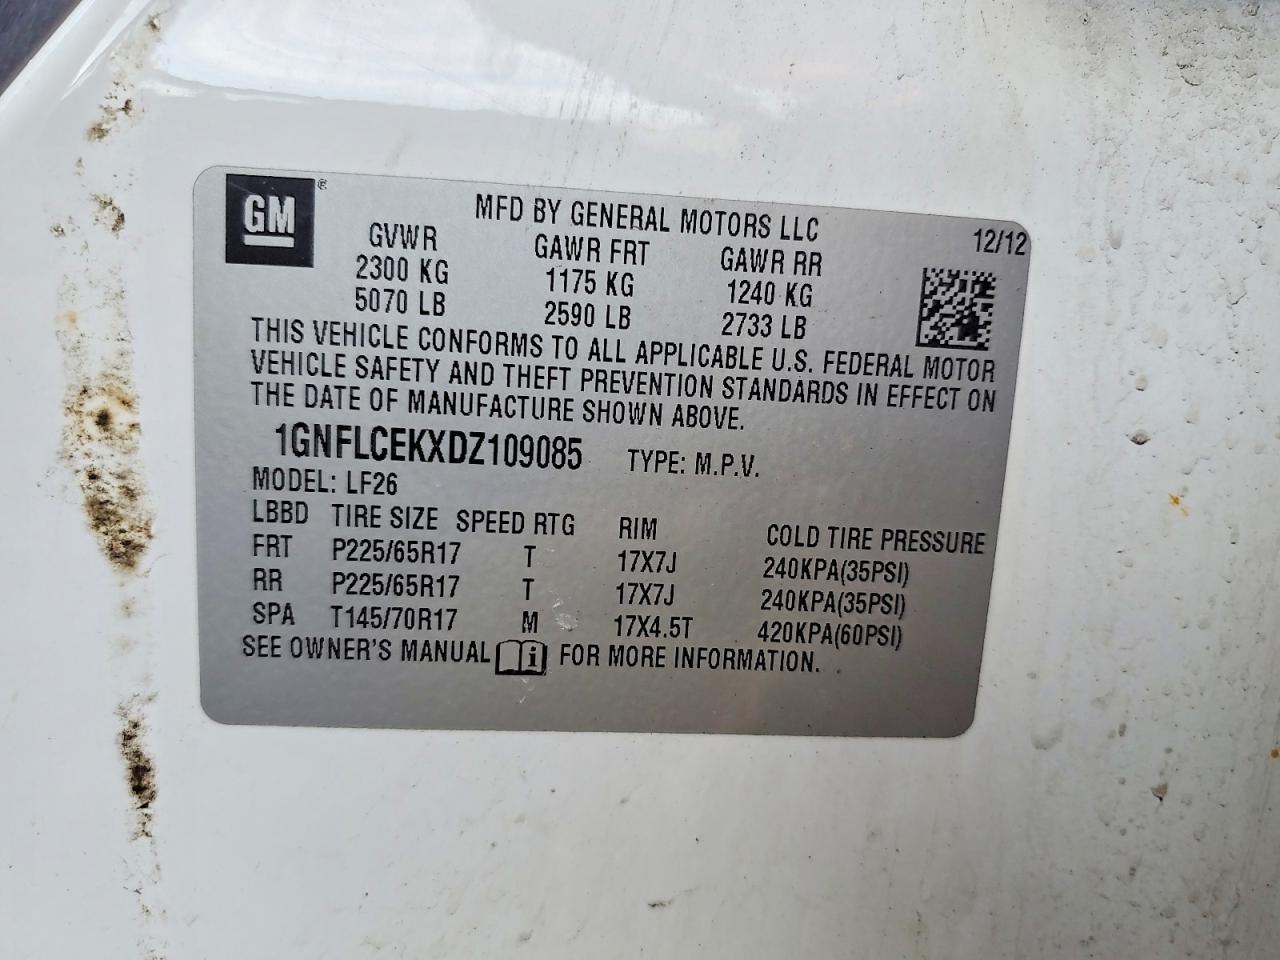 GM ®
MFD BY GENERAL MOTORS LLC
12/12
GVWR GAWR FRT GAWR RR
2300 KG 1175 KG 1240 KG
5070 LB 2590 LB 2733 LB
THIS VEHICLE CONFORMS TO ALL APPLICABLE U.S. FEDERAL MOTOR
VEHICLE SAFETY AND THEFT PREVENTION STANDARDS IN EFFECT ON
THE DATE OF MANUFACTURE SHOWN ABOVE.
1GNFLCEKXDZ109085 TYPE: M.P.V.
MODEL: LF26
LBBD TIRE SIZE SPEED RTG RIM COLD TIRE PRESSURE
FRT P225/65R17 T 17X7J 240KPA(35PSI)
RR P225/65R17 T 17X7J 240KPA(35PSI)
SPA T145/70R17 M 17X4.5T 420KPA(60PSI)
SEE OWNER'S MANUAL i FOR MORE INFORMATION.